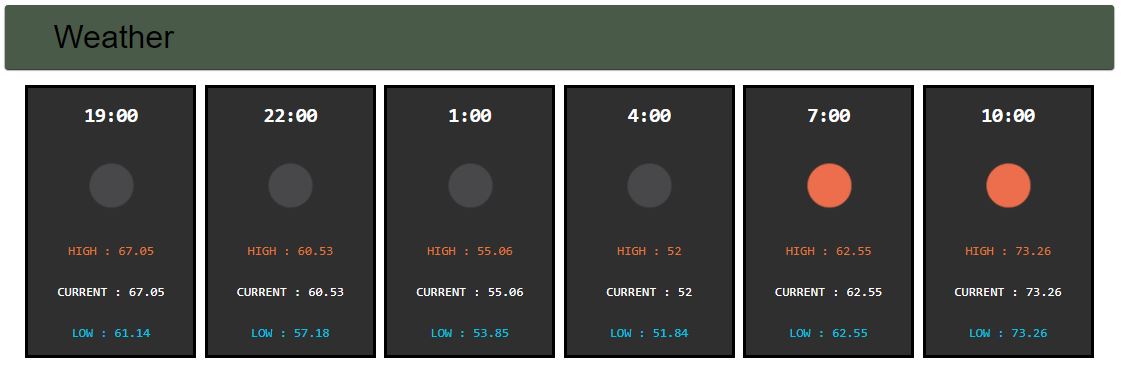 Weather
19:00
HIGH : 67.05
CURRENT : 67.05
LOW : 61.14
22:00
HIGH : 60.53
CURRENT : 60.53
LOW : 57.18
1:00
HIGH : 55.06
CURRENT : 55.06
LOW : 53.85
4:00
HIGH : 52
CURRENT : 52
LOW : 51.84
7:00
HIGH : 62.55
CURRENT : 62.55
LOW : 62.55
10:00
HIGH : 73.26
CURRENT : 73.26
LOW : 73.26